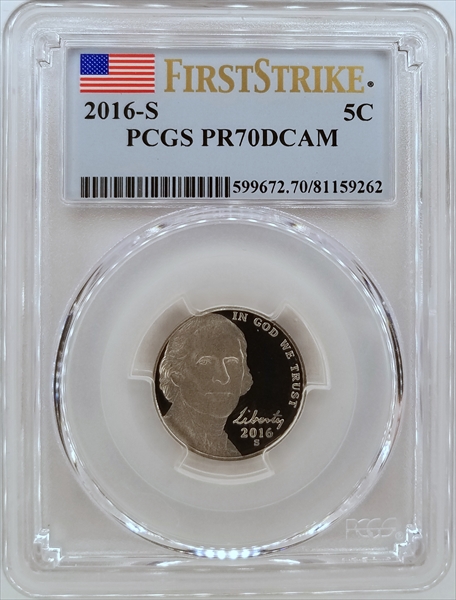 FIRSTSTRIKE®
2016-S 5C
PCGS PR70DCAM
599672.70/81159262
IN GOD WE TRUST
Liberty
2016
S
PCGS